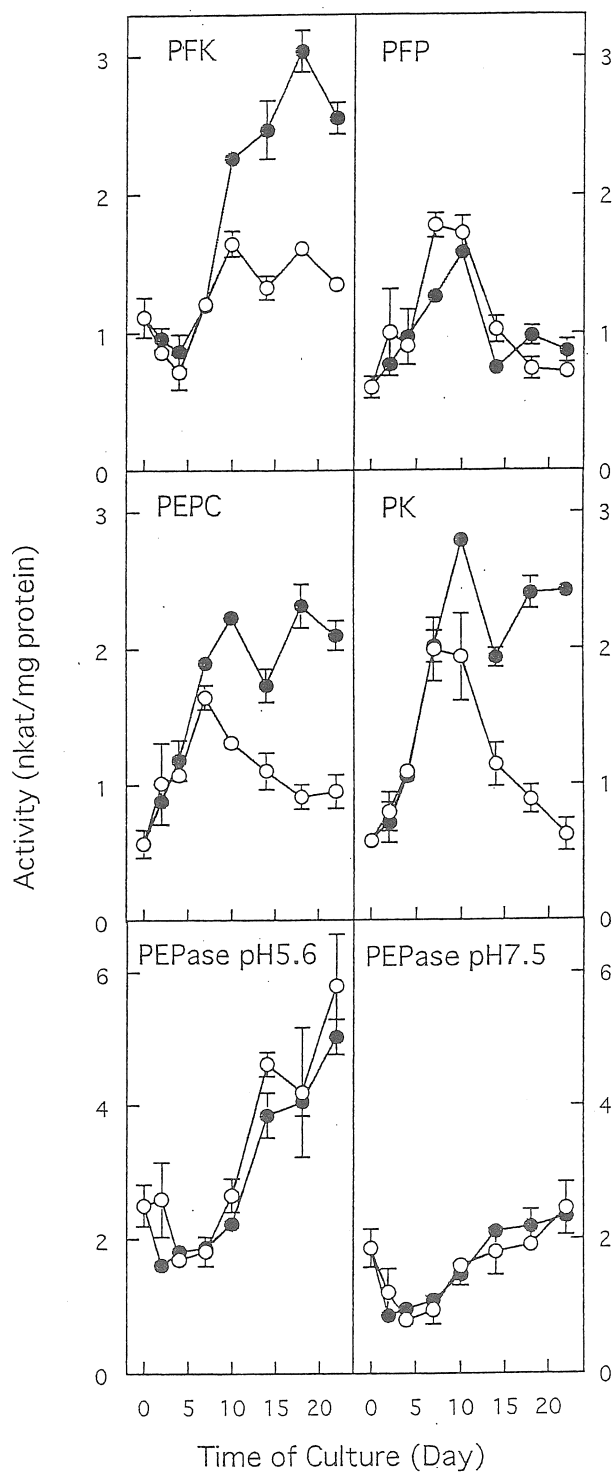 PFK
PFP
3
2
1
0
3
2
1
0
PEPC
PK
3
2
1
0
3
2
1
0
Activity (nkat/mg protein)
PEPase pH5.6
PEPase pH7.5
6
4
2
0
6
4
2
0
0 5 10 15 20
0 5 10 15 20
Time of Culture (Day)